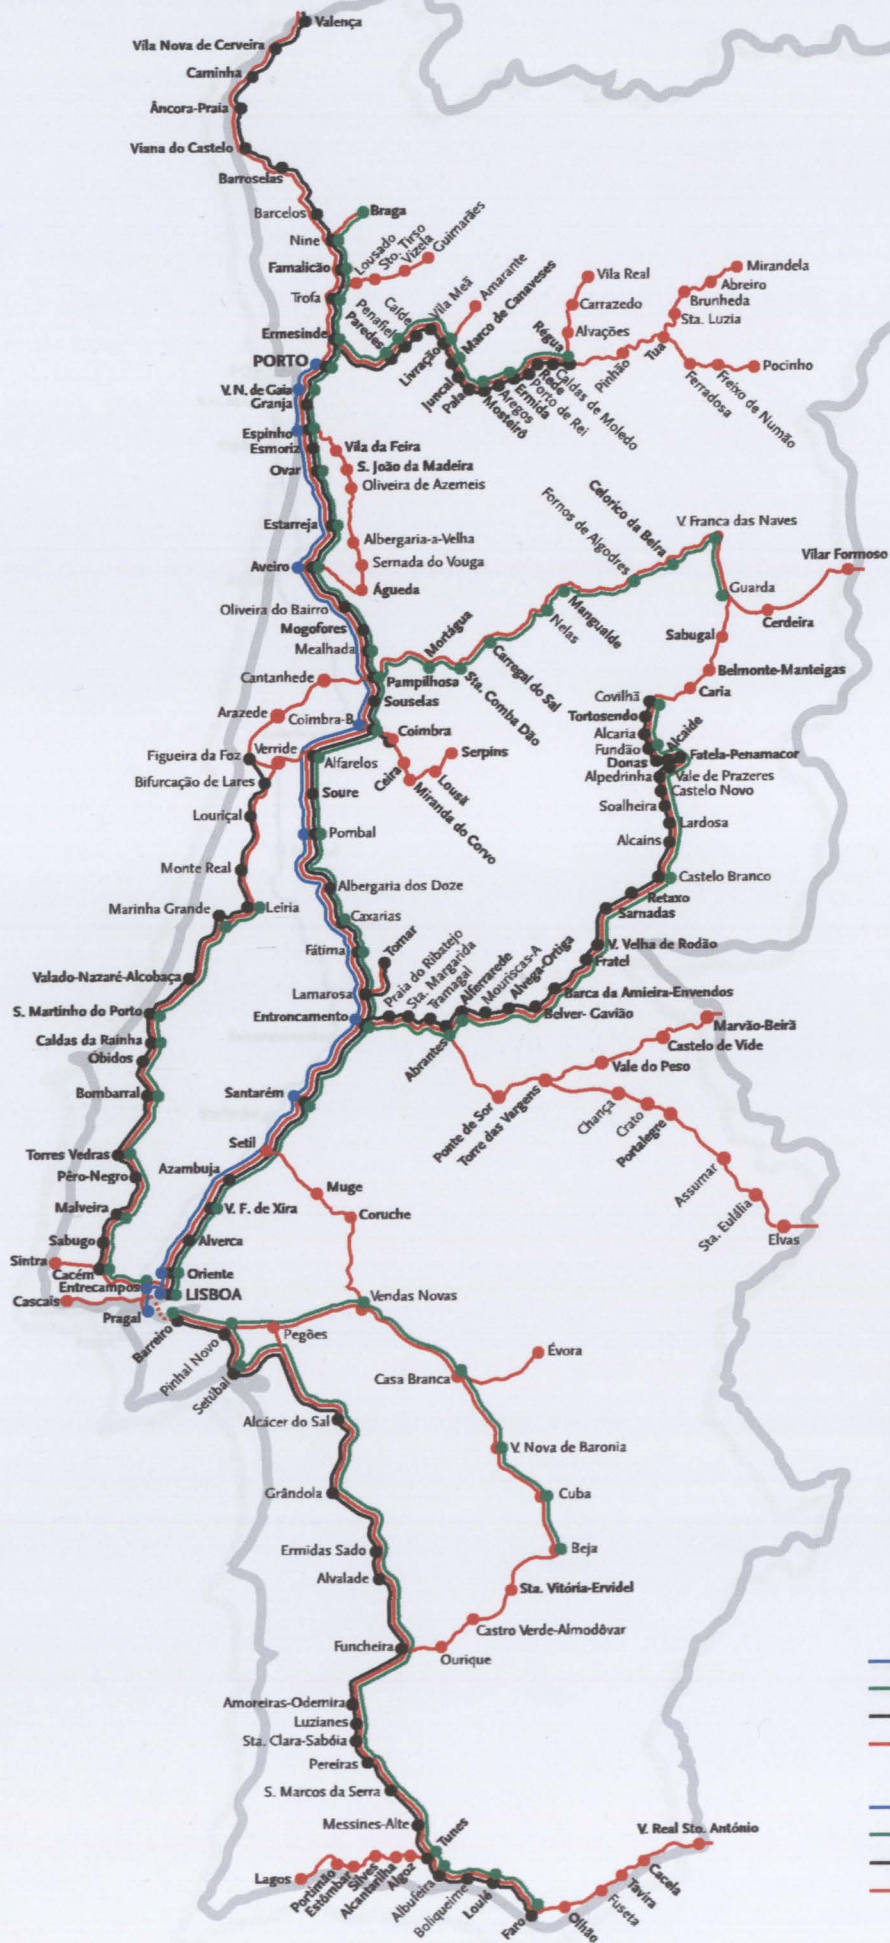 Valença
Vila Nova de Cerveira
Caminha
Âncora-Praia
Viana do Castelo
Barroselas
Barcelos
Braga
Nine
Famalicão
Lousado
Sto. Tirso
Vizela
Guimarães
Trofa
Ermesinde
Paredes
Penafiel
Caíde
Vila Meã
Livração
Amarante
Marco de Canaveses
Juncal
Pala
Mosteirô
Aregos
Ermida
Porto de Rei
Rede
Caldas de Moledo
Régua
Vila Real
Carrazedo
Alvações
Pinhão
Tua
Sta. Luzia
Brunheda
Abreiro
Mirandela
Ferradosa
Freixo de Numão
Pocinho
PORTO
V. N. de Gaia
Granja
Espinho
Esmoriz
Ovar
Vila da Feira
S. João da Madeira
Oliveira de Azemeis
Estarreja
Albergaria-a-Velha
Sernada do Vouga
Aveiro
Águeda
Oliveira do Bairro
Mogofores
Mealhada
Cantanhede
Pampilhosa
Mortágua
Sta. Comba Dão
Carregal do Sal
Nelas
Mangualde
Fornos de Algodres
Celorico da Beira
V. Franca das Naves
Vilar Formoso
Guarda
Cerdeira
Sabugal
Belmonte-Manteigas
Caria
Souselas
Arazede
Coimbra-B
Coimbra
Serpins
Ceira
Lousã
Miranda do Corvo
Covilhã
Tortosendo
Alcaria
Fundão
Donas
Alcaide
Fatela-Penamacor
Alpedrinha
Vale de Prazeres
Castelo Novo
Soalheira
Lardosa
Alcains
Castelo Branco
Retaxo
Sarnadas
V. Velha de Rodão
Fratel
Barca da Amieira-Envendos
Belver- Gavião
Figueira da Foz
Verride
Alfarelos
Bifurcação de Lares
Soure
Louriçal
Pombal
Monte Real
Albergaria dos Doze
Marinha Grande
Leiria
Caxarias
Fátima
Tomar
Valado-Nazaré-Alcobaça
Lamarosa
Praia do Ribatejo
Sta. Margarida
Tramagal
Alferrarede
Mouriscas-A
Alvega-Ortiga
S. Martinho do Porto
Entroncamento
Abrantes
Caldas da Rainha
Óbidos
Bombarral
Santarém
Marvão-Beirã
Castelo de Vide
Vale do Peso
Ponte de Sor
Torre das Vargens
Chança
Crato
Portalegre
Assumar
Sta. Eulália
Elvas
Torres Vedras
Setil
Pêro-Negro
Azambuja
Muge
Malveira
V. F. de Xira
Coruche
Sabugo
Alverca
Sintra
Cacém
Oriente
Entrecampos
LISBOA
Cascais
Pragal
Vendas Novas
Barreiro
Pinhal Novo
Pegões
Setúbal
Évora
Casa Branca
Alcácer do Sal
V. Nova de Baronia
Grândola
Cuba
Ermidas Sado
Beja
Alvalade
Sta. Vitória-Ervidel
Castro Verde-Almodôvar
Funcheira
Ourique
Amoreiras-Odemira
Luzianes
Sta. Clara-Sabóia
Pereiras
S. Marcos da Serra
Messines-Alte
Tunes
V. Real Sto. António
Lagos
Portimão
Estômbar
Silves
Alcantarilha
Algoz
Albufeira
Boliqueime
Loulé
Faro
Olhão
Fuseta
Tavira
Cacela